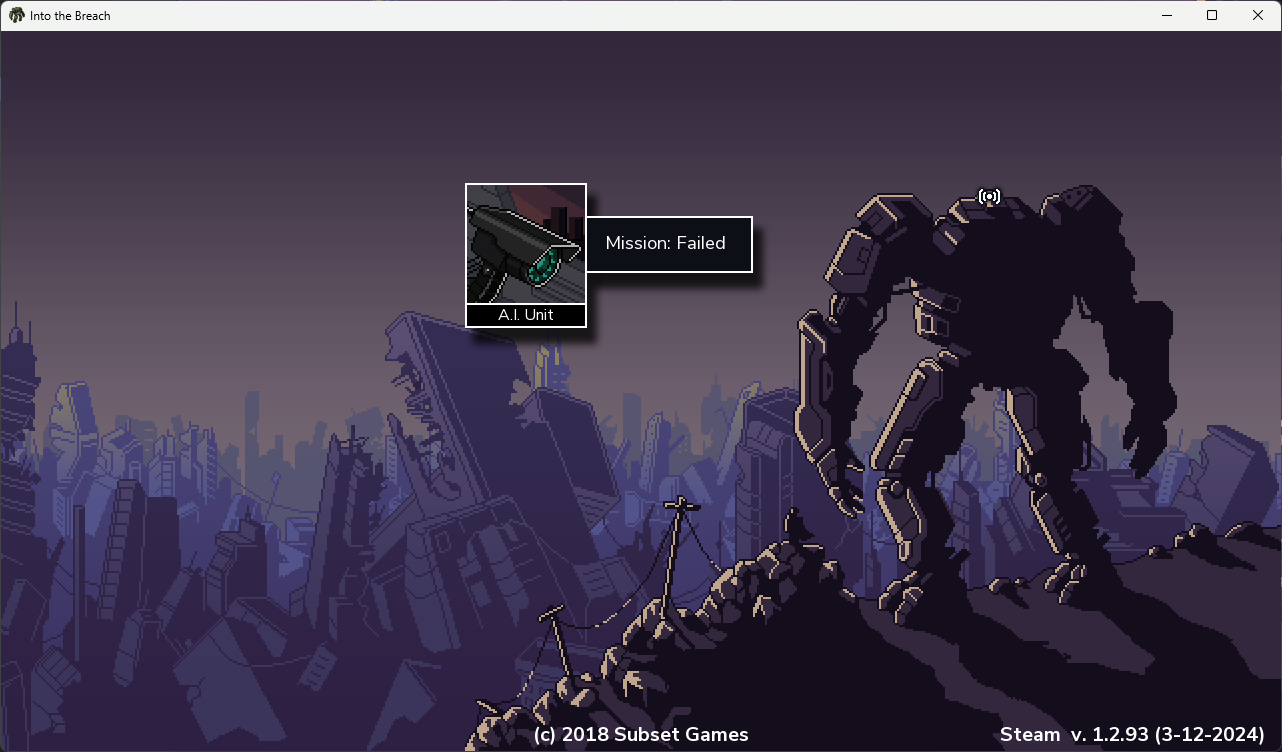 Into the Breach
Mission: Failed
A.I. Unit
(c) 2018 Subset Games
Steam v. 1.2.93 (3-12-2024)